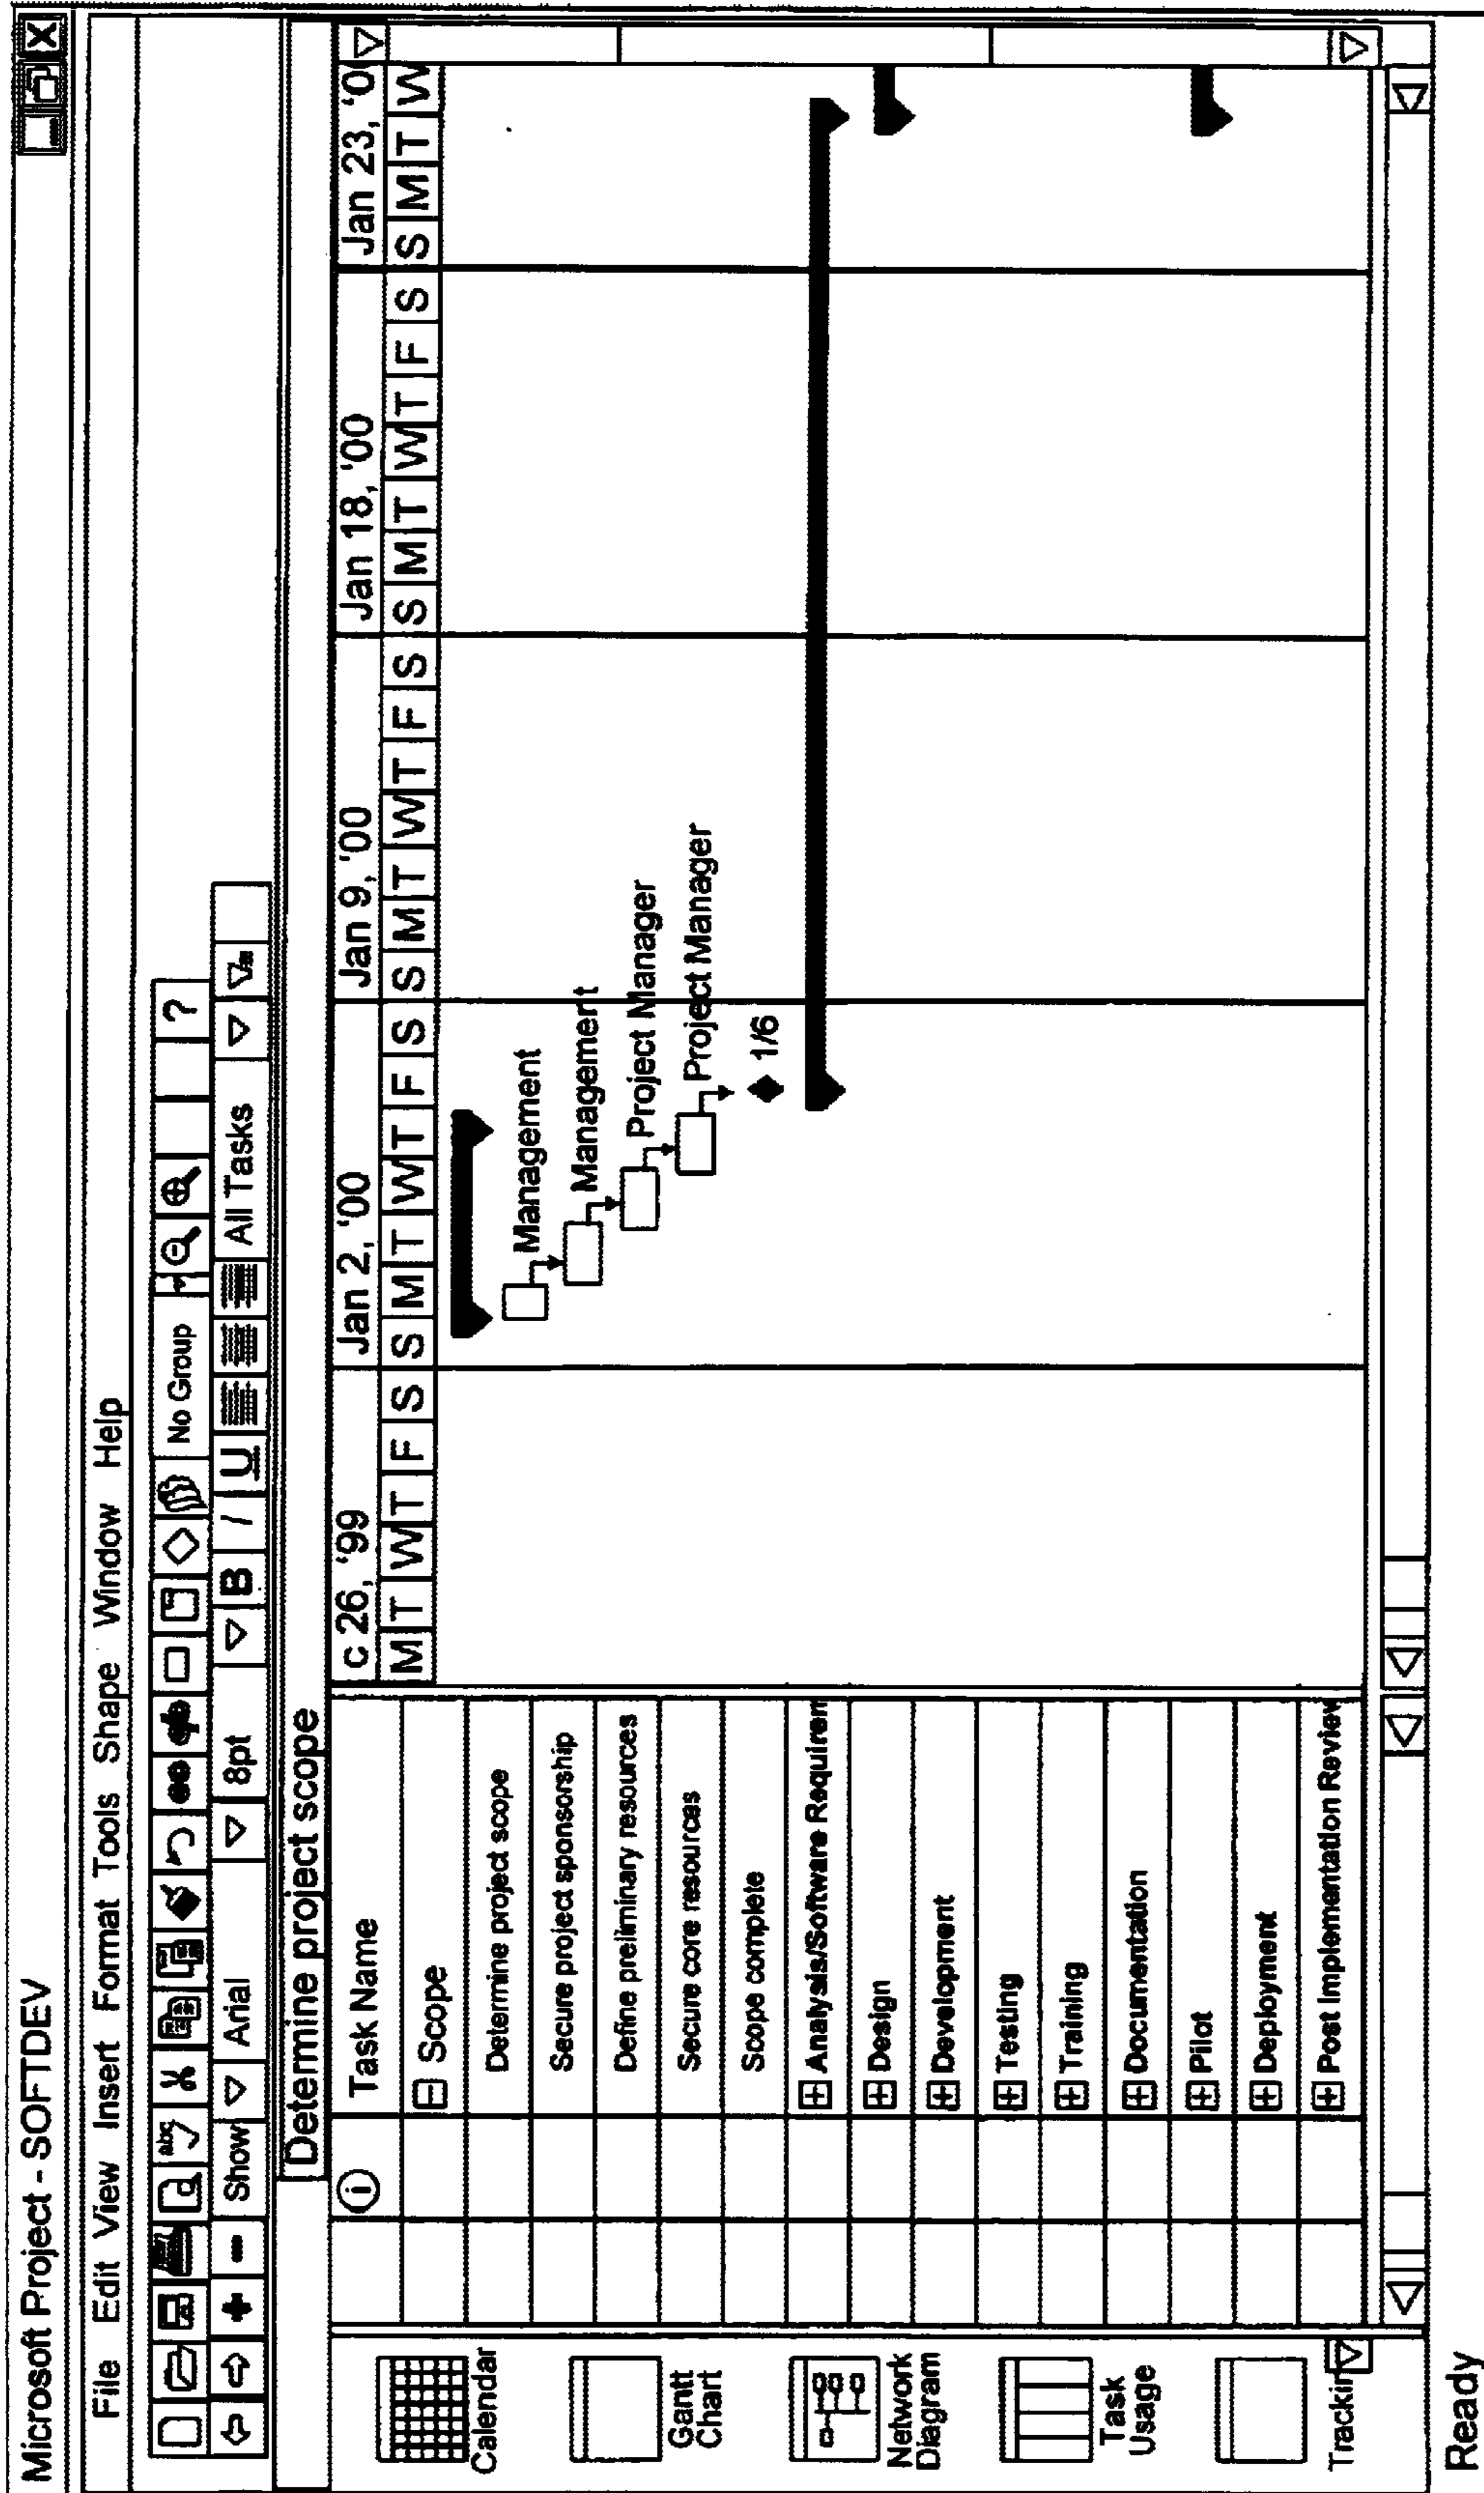 Microsoft Project - SOFTDEV
File Edit View Insert Format Tools Shape Window Help
abc No Group ?
Show Arial 8pt B / U All Tasks
Determine project scope
Task Name
c 26, '99 Jan 2, '00 Jan 9, '00 Jan 18, '00 Jan 23, '0
M T W T F S S M T W T F S S M T W T F S S M T W T F S S M T W
Calendar
Gantt
Chart
Network
Diagram
Task
Usage
Trackin
Scope
Determine project scope
Management
Secure project sponsorship
Management
Define preliminary resources
Project Manager
Secure core resources
Project Manager
Scope complete
1/6
Analysis/Software Requirem
Design
Development
Testing
Training
Documentation
Pilot
Deployment
Post Implementation Review
Ready